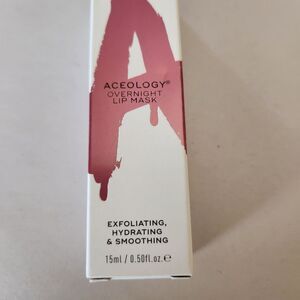 ACEOLOGY®
OVERNIGHT
LIP MASK
EXFOLIATING,
HYDRATING
& SMOOTHING
15ml / 0.50fl.oz.e